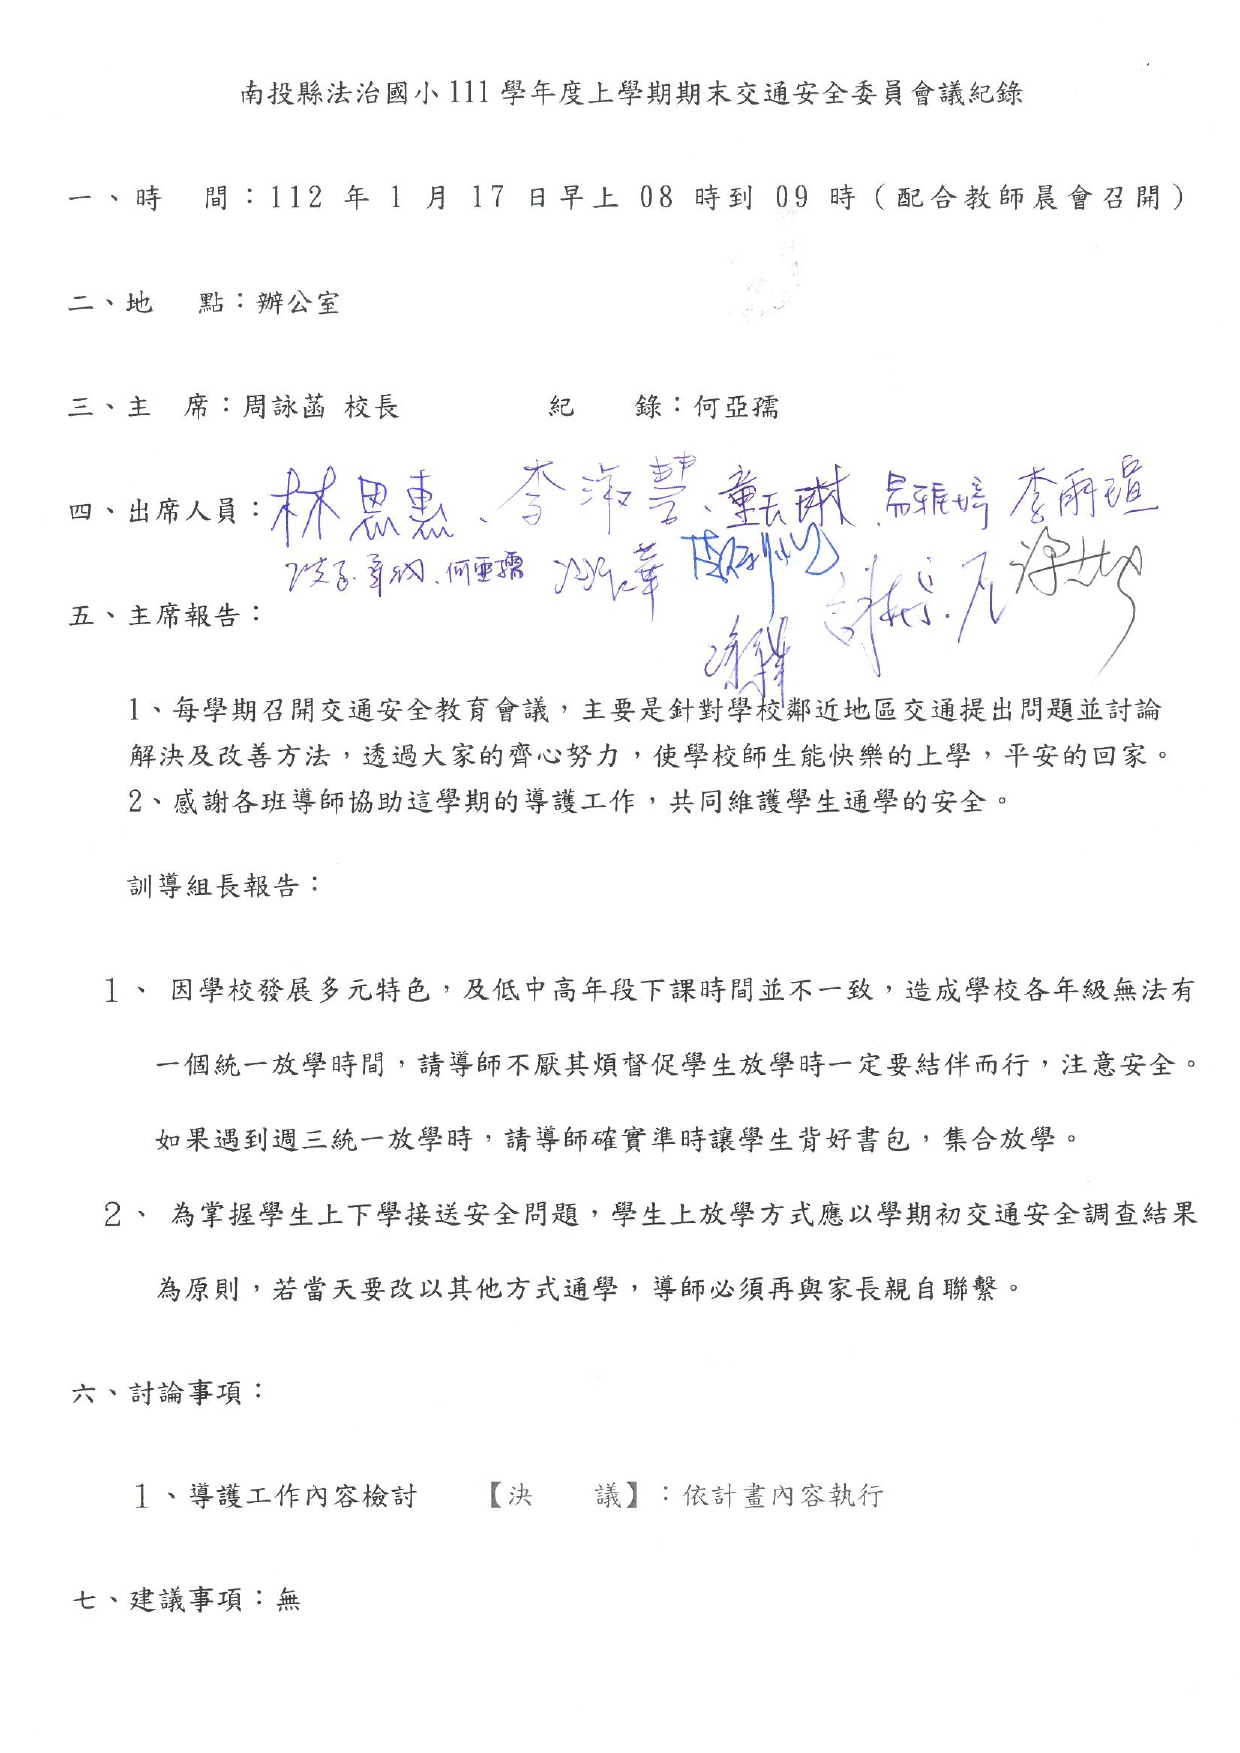 南投縣法治國小111學年度上學期期末交通安全委員會議紀錄
一、時　間：112 年 1 月 17 日早上 08 時到 09 時（配合教師晨會召開）
二、地　點：辦公室
三、主　席：周詠菡 校長　　　　紀　錄：何亞孺
四、出席人員：林恩惠、李淑慧、童玉琳、李雨瑄
何亞孺
五、主席報告：
1、每學期召開交通安全教育會議，主要是針對學校鄰近地區交通提出問題並討論
解決及改善方法，透過大家的齊心努力，使學校師生能快樂的上學，平安的回家。
2、感謝各班導師協助這學期的導護工作，共同維護學生通學的安全。
訓導組長報告：
1、 因學校發展多元特色，及低中高年段下課時間並不一致，造成學校各年級無法有
一個統一放學時間，請導師不厭其煩督促學生放學時一定要結伴而行，注意安全。
如果遇到週三統一放學時，請導師確實準時讓學生背好書包，集合放學。
2、 為掌握學生上下學接送安全問題，學生上放學方式應以學期初交通安全調查結果
為原則，若當天要改以其他方式通學，導師必須再與家長親自聯繫。
六、討論事項：
1、導護工作內容檢討　　【決　　議】：依計畫內容執行
七、建議事項：無